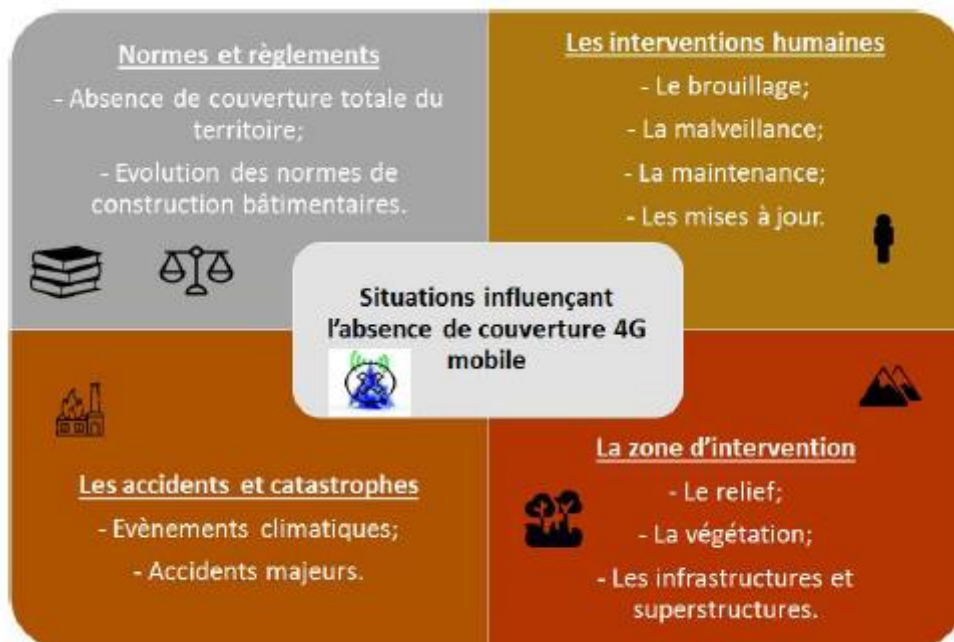 Normes et règlements
- Absence de couverture totale du
territoire;
- Evolution des normes de
construction bâtimentaires.
Les interventions humaines
- Le brouillage;
- La malveillance;
- La maintenance;
- Les mises à jour.
Situations influençant
l'absence de couverture 4G
mobile
Les accidents et catastrophes
- Evènements climatiques;
- Accidents majeurs.
La zone d'intervention
- Le relief;
- La végétation;
- Les infrastructures et
superstructures.